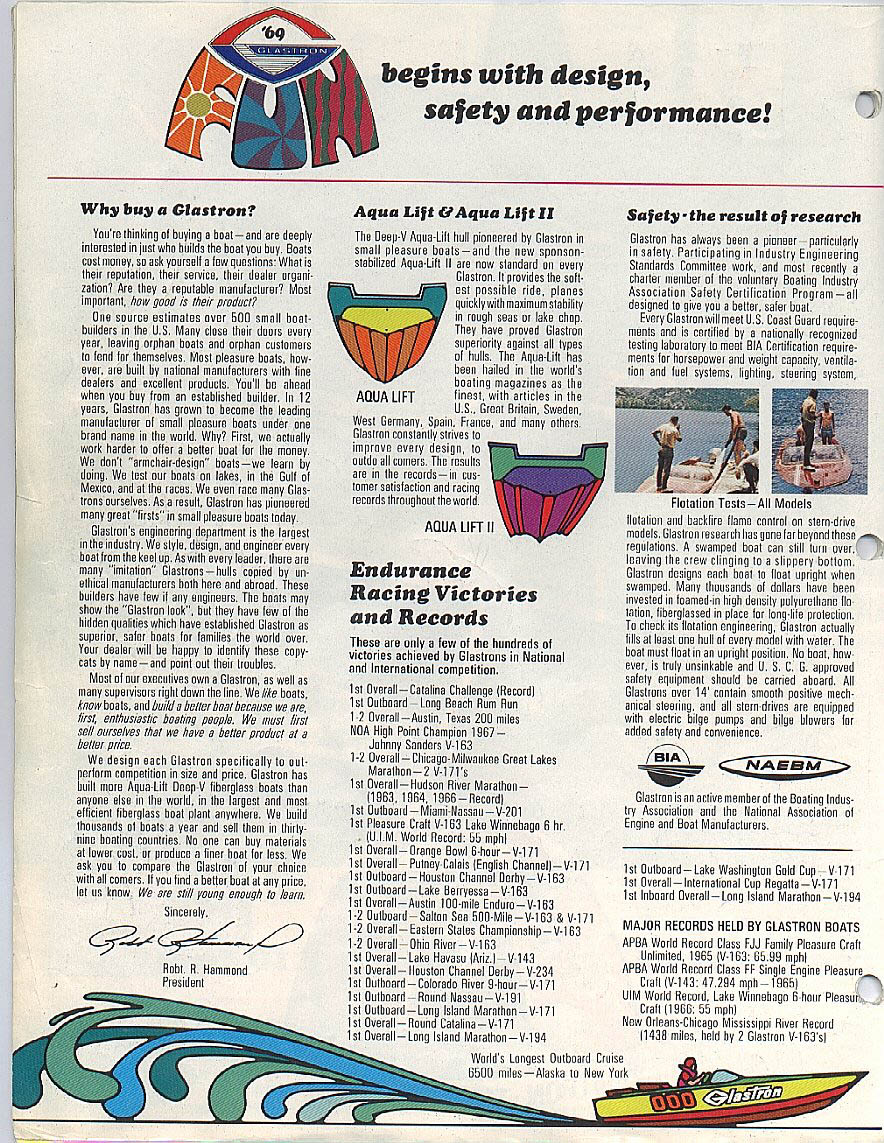 '69
GLASTRON
begins with design,
safety and performance!
Why buy a Glastron?
You're thinking of buying a boat—and are deeply
interested in just who builds the boat you buy. Boats
cost money, so ask yourself a few questions: What is
their reputation, their service, their dealer organi-
zation? Are they a reputable manufacturer? Most
important, how good is their product?
One source estimates over 500 small boat-
builders in the U.S. Many close their doors every
year, leaving orphan boats and orphan customers
to fend for themselves. Most pleasure boats, how-
ever, are built by national manufacturers with fine
dealers and excellent products. You'll be ahead
when you buy from an established builder. In 12
years, Glastron has grown to become the leading
manufacturer of small pleasure boats under one
brand name in the world. Why? First, we actually
work harder to offer a better boat for the money.
We don't "armchair-design" boats—we learn by
doing. We test our boats on lakes, in the Gulf of
Mexico, and at the races. We even race many Glas-
trons ourselves. As a result, Glastron has pioneered
many great "firsts" in small pleasure boats today.
Glastron's engineering department is the largest
in the industry. We style, design, and engineer every
boat from the keel up. As with every leader, there are
many "imitation" Glastrons—hulls copied by un-
ethical manufacturers both here and abroad. These
builders have few if any engineers. The boats may
show the "Glastron look", but they have few of the
hidden qualities which have established Glastron as
superior, safer boats for families the world over.
Your dealer will be happy to identify these copy-
cats by name—and point out their troubles.
Most of our executives own a Glastron, as well as
many supervisors right down the line. We like boats,
know boats, and build a better boat because we are,
first, enthusiastic boating people. We must first
sell ourselves that we have a better product at a
better price.
We design each Glastron specifically to out-
perform competition in size and price. Glastron has
built more Aqua-Lift Deep-V fiberglass boats than
anyone else in the world, in the largest and most
efficient fiberglass boat plant anywhere. We build
thousands of boats a year and sell them in thirty-
nine boating countries. No one can buy materials
at lower cost, or produce a finer boat for less. We
ask you to compare the Glastron of your choice
with all comers. If you find a better boat at any price,
let us know. We are still young enough to learn.
Sincerely,
Robt. R. Hammond
Robt. R. Hammond
President
Aqua Lift & Aqua Lift II
The Deep-V Aqua-Lift hull pioneered by Glastron in
small pleasure boats—and the new sponson-
stabilized Aqua-Lift II are now standard on every
Glastron. It provides the soft-
est possible ride, planes
quickly with maximum stability
in rough seas or lake chop.
They have proved Glastron
superiority against all types
of hulls. The Aqua-Lift has
been hailed in the world's
boating magazines as the
finest, with articles in the
U.S., Great Britain, Sweden,
AQUA LIFT
West Germany, Spain, France, and many others.
Glastron constantly strives to
improve every design, to
outdo all comers. The results
are in the records—in cus-
tomer satisfaction and racing
records throughout the world.
AQUA LIFT II
Endurance
Racing Victories
and Records
These are only a few of the hundreds of
victories achieved by Glastrons in National
and International competition.
1st Overall—Catalina Challenge (Record)
1st Outboard—Long Beach Rum Run
1-2 Overall—Austin, Texas 200 miles
NOA High Point Champion 1967—
Johnny Sanders V-163
1-2 Overall—Chicago-Milwaukee Great Lakes
Marathon—2 V-171's
1st Overall—Hudson River Marathon—
(1963, 1964, 1966—Record)
1st Outboard—Miami-Nassau—V-201
1st Pleasure Craft V-163 Lake Winnebago 6 hr.
(U.I.M. World Record: 55 mph)
1st Overall—Orange Bowl 6-hour—V-171
1st Overall—Putney-Calais (English Channel)—V-171
1st Outboard—Houston Channel Derby—V-163
1st Outboard—Lake Berryessa—V-163
1st Overall—Austin 100-mile Enduro—V-163
1-2 Outboard—Salton Sea 500-Mile—V-163 & V-171
1-2 Overall—Eastern States Championship—V-163
1-2 Overall—Ohio River—V-163
1st Overall—Lake Havasu (Ariz.)—V-143
1st Overall—Houston Channel Derby—V-234
1st Outboard—Colorado River 9-hour—V-171
1st Outboard—Round Nassau—V-191
1st Outboard—Long Island Marathon—V-171
1st Overall—Round Catalina—V-171
1st Overall—Long Island Marathon—V-194
World's Longest Outboard Cruise
6500 miles—Alaska to New York
Safety-the result of research
Glastron has always been a pioneer—particularly
in safety. Participating in Industry Engineering
Standards Committee work, and most recently a
charter member of the voluntary Boating Industry
Association Safety Certification Program—all
designed to give you a better, safer boat.
Every Glastron will meet U.S. Coast Guard require-
ments and is certified by a nationally recognized
testing laboratory to meet BIA Certification require-
ments for horsepower and weight capacity, ventila-
tion and fuel systems, lighting, steering system,
Flotation Tests—All Models
flotation and backfire flame control on stern-drive
models. Glastron research has gone far beyond these
regulations. A swamped boat can still turn over,
leaving the crew clinging to a slippery bottom.
Glastron designs each boat to float upright when
swamped. Many thousands of dollars have been
invested in foamed-in high density polyurethane flo-
tation, fiberglassed in place for long-life protection.
To check its flotation engineering, Glastron actually
fills at least one hull of every model with water. The
boat must float in an upright position. No boat, how-
ever, is truly unsinkable and U. S. C. G. approved
safety equipment should be carried aboard. All
Glastrons over 14' contain smooth positive mech-
anical steering, and all stern-drives are equipped
with electric bilge pumps and bilge blowers for
added safety and convenience.
BIA
NAEBM
Glastron is an active member of the Boating Indus-
try Association and the National Association of
Engine and Boat Manufacturers.
1st Outboard—Lake Washington Gold Cup—V-171
1st Overall—International Cup Regatta—V-171
1st Inboard Overall—Long Island Marathon—V-194
MAJOR RECORDS HELD BY GLASTRON BOATS
APBA World Record Class FJJ Family Pleasure Craft
Unlimited, 1965 (V-163: 65.99 mph)
APBA World Record Class FF Single Engine Pleasure
Craft (V-143: 47.294 mph—1965)
UIM World Record, Lake Winnebago 6-hour Pleasure
Craft (1966; 55 mph)
New Orleans-Chicago Mississippi River Record
(1438 miles, held by 2 Glastron V-163's)
000 Glastron